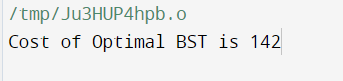 /tmp/Ju3HUP4hpb.o
Cost of Optimal BST is 142